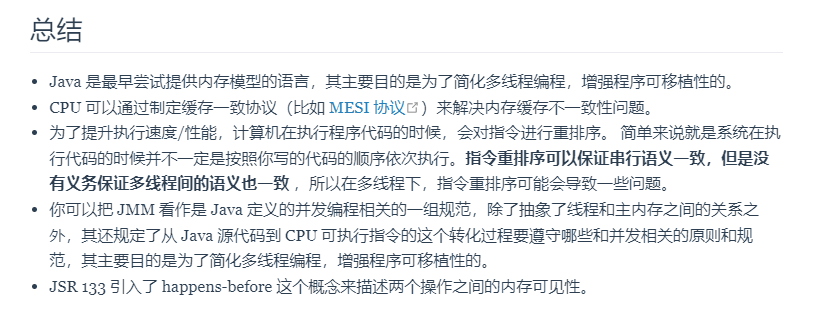 总结
• Java 是最早尝试提供内存模型的语言，其主要目的是为了简化多线程编程，增强程序可移植性的。
• CPU 可以通过制定缓存一致协议（比如 MESI 协议）来解决内存缓存不一致性问题。
• 为了提升执行速度/性能，计算机在执行程序代码的时候，会对指令进行重排序。 简单来说就是系统在执
行代码的时候并不一定是按照你写的代码的顺序依次执行。指令重排序可以保证串行语义一致，但是没
有义务保证多线程间的语义也一致 ，所以在多线程下，指令重排序可能会导致一些问题。
• 你可以把 JMM 看作是 Java 定义的并发编程相关的一组规范，除了抽象了线程和主内存之间的关系之
外，其还规定了从 Java 源代码到 CPU 可执行指令的这个转化过程要遵守哪些和并发相关的原则和规
范，其主要目的是为了简化多线程编程，增强程序可移植性的。
• JSR 133 引入了 happens-before 这个概念来描述两个操作之间的内存可见性。